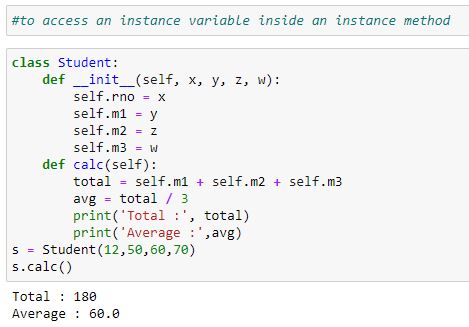 #to access an instance variable inside an instance method
class Student:
    def __init__(self, x, y, z, w):
        self.rno = x
        self.m1 = y
        self.m2 = z
        self.m3 = w
    def calc(self):
        total = self.m1 + self.m2 + self.m3
        avg = total / 3
        print('Total :', total)
        print('Average :',avg)
s = Student(12,50,60,70)
s.calc()
Total : 180
Average : 60.0